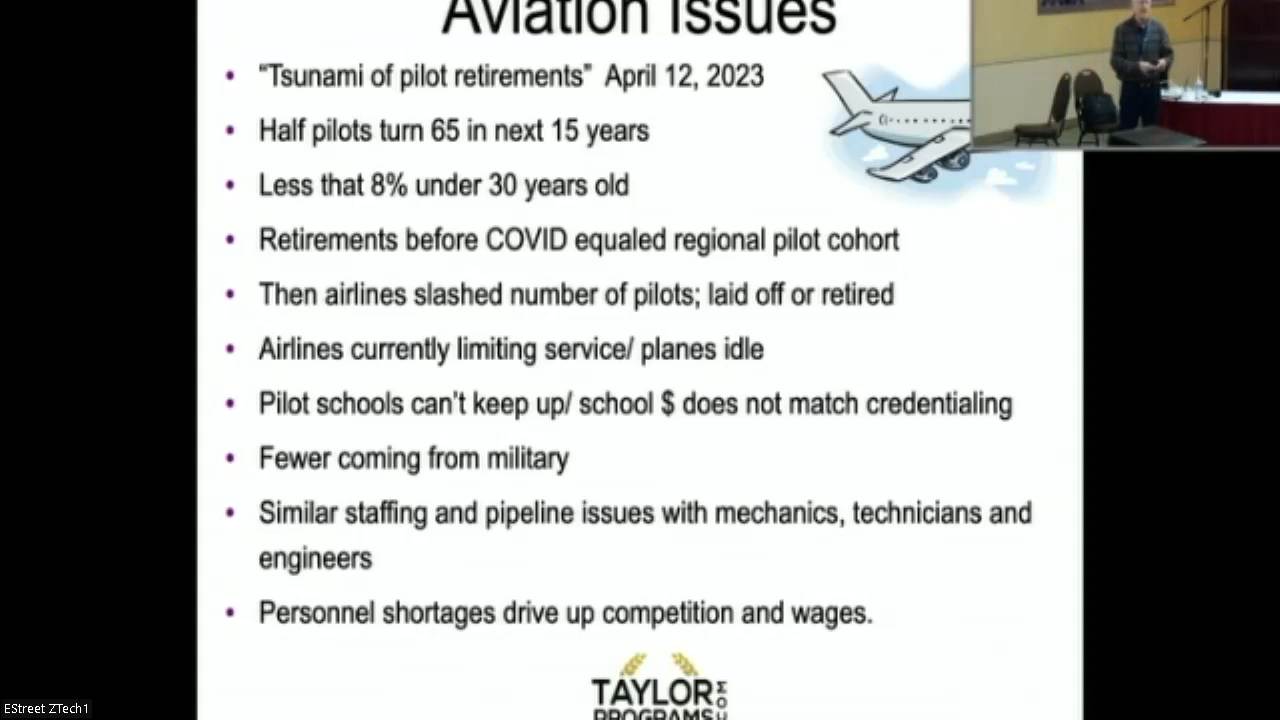 Aviation Issues
• “Tsunami of pilot retirements” April 12, 2023
• Half pilots turn 65 in next 15 years
• Less that 8% under 30 years old
• Retirements before COVID equaled regional pilot cohort
• Then airlines slashed number of pilots; laid off or retired
• Airlines currently limiting service/ planes idle
• Pilot schools can't keep up/ school $ does not match credentialing
• Fewer coming from military
• Similar staffing and pipeline issues with mechanics, technicians and
engineers
• Personnel shortages drive up competition and wages.
TAYLOR
PROGRAMS
EStreet ZTech1